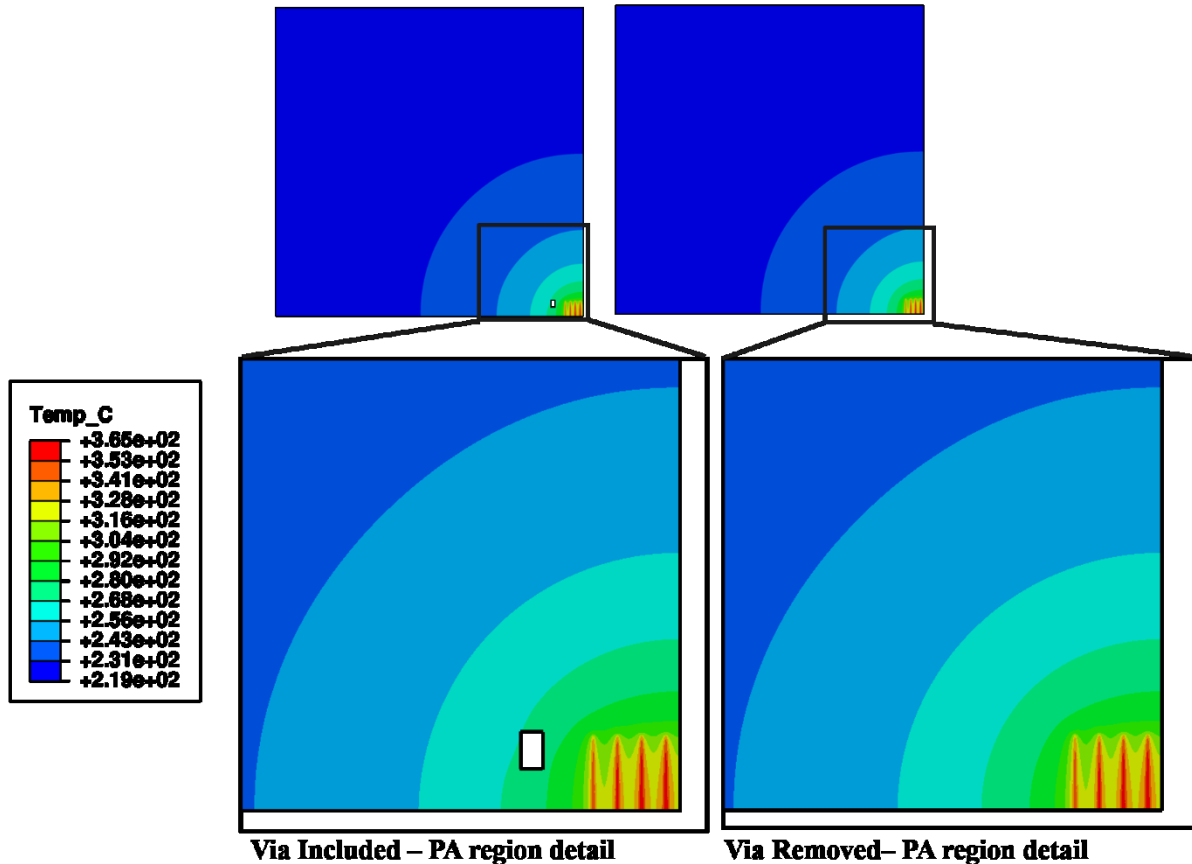 Temp_C
+3.65e+02
+3.53e+02
+3.41e+02
+3.28e+02
+3.16e+02
+3.04e+02
+2.92e+02
+2.80e+02
+2.68e+02
+2.56e+02
+2.43e+02
+2.31e+02
+2.19e+02
Via Included – PA region detail
Via Removed– PA region detail